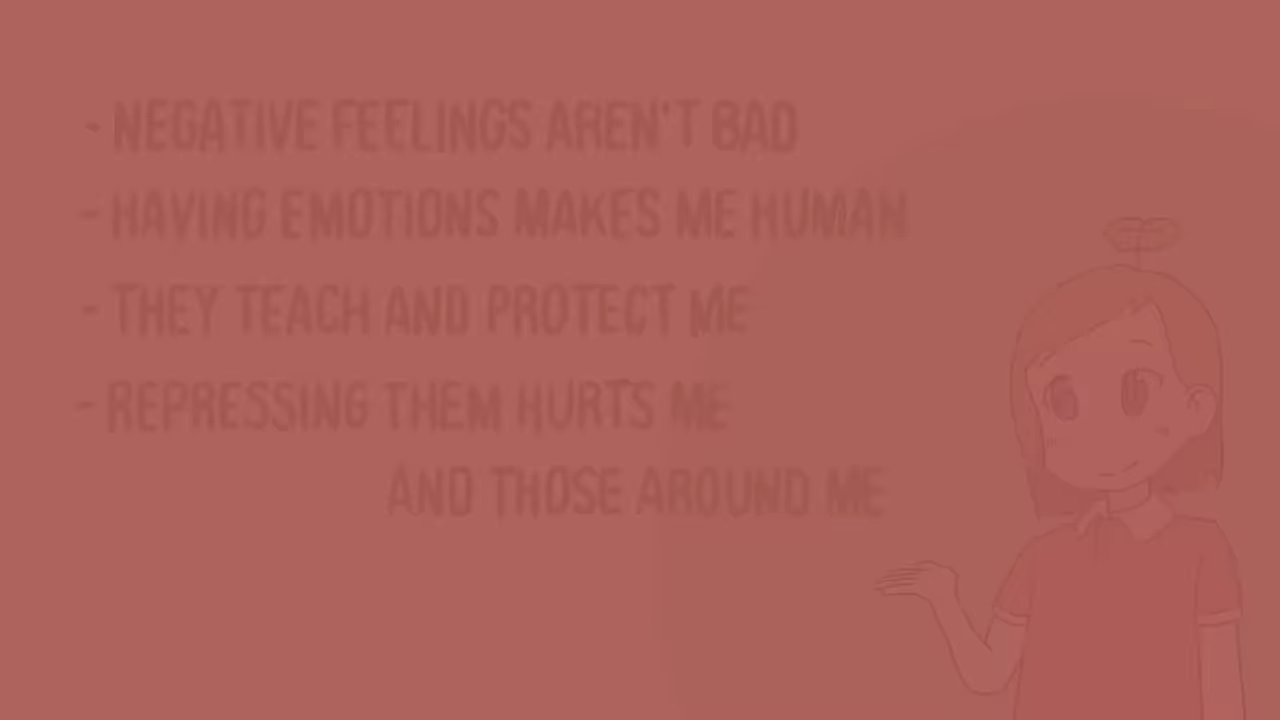 - NEGATIVE FEELINGS AREN'T BAD
- HAVING EMOTIONS MAKES ME HUMAN
- THEY TEACH AND PROTECT ME
- REPRESSING THEM HURTS ME
AND THOSE AROUND ME